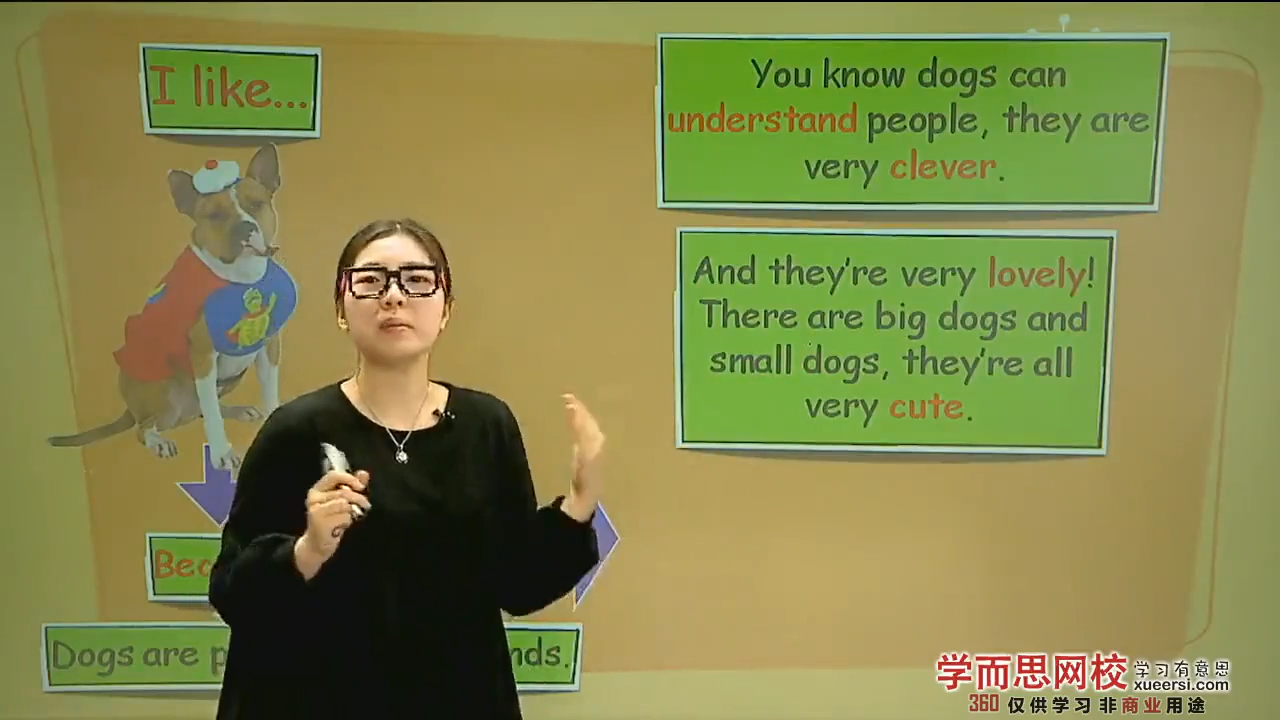 I like...
You know dogs can
understand people, they are
very clever.
And they're very lovely!
There are big dogs and
small dogs, they're all
very cute.
Dogs are
学而思网校 学习有意思
xueersi.com
360 仅供学习 非商业用途